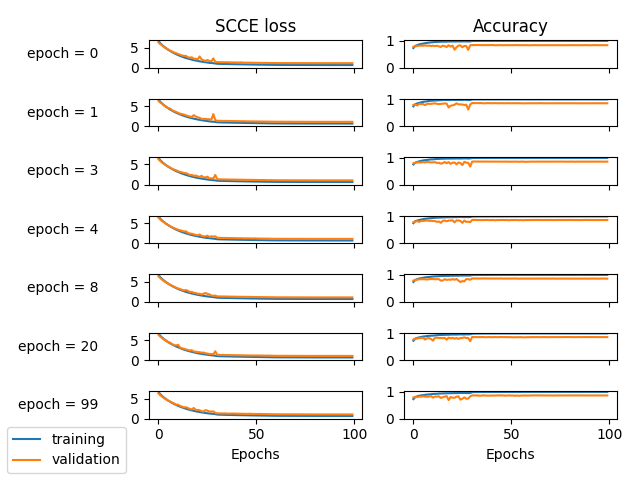 SCCE loss Accuracy
epoch = 0
5
0
1
0
epoch = 1
5
0
1
0
epoch = 3
5
0
1
0
epoch = 4
5
0
1
0
epoch = 8
5
0
1
0
epoch = 20
5
0
1
0
epoch = 99
5
0
1
0
0 50 100 0 50 100
Epochs Epochs
training
validation